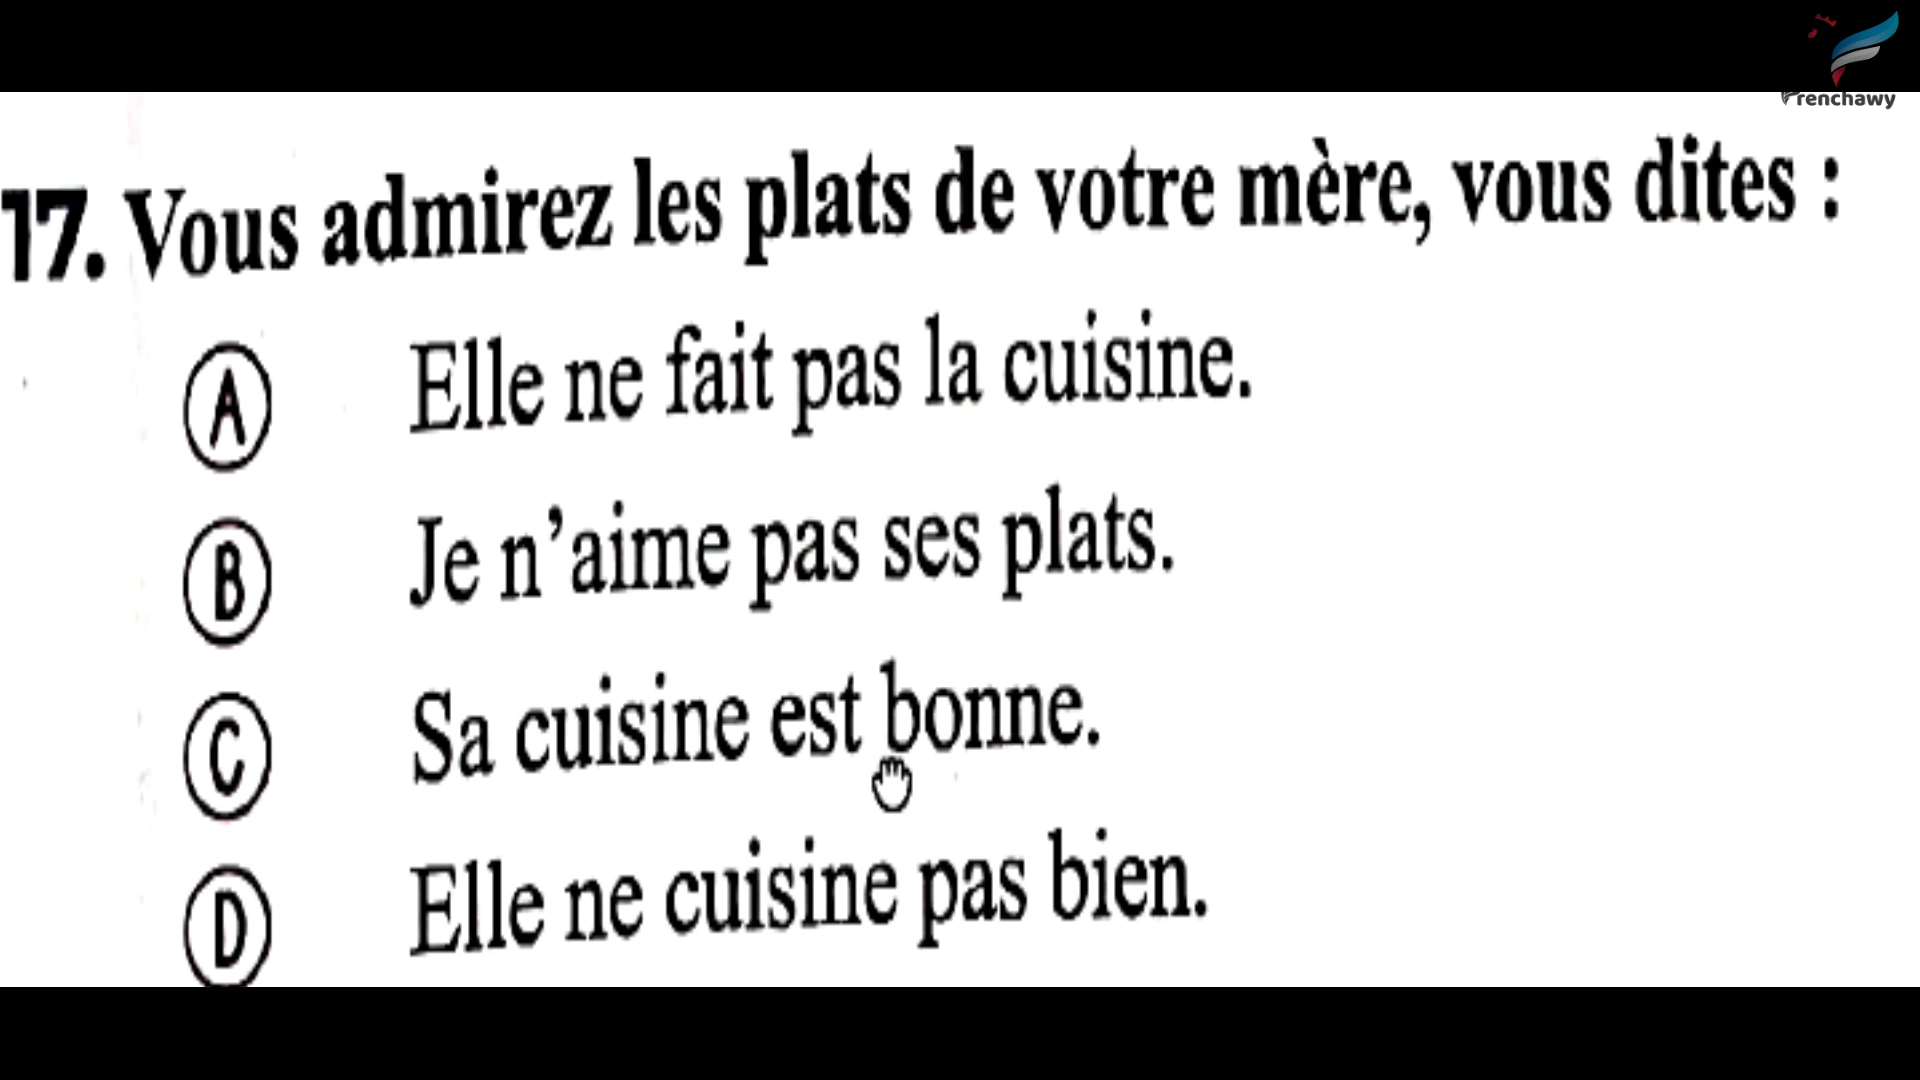 Frenchawy
17. Vous admirez les plats de votre mère, vous dites :
A Elle ne fait pas la cuisine.
B Je n’aime pas ses plats.
C Sa cuisine est bonne.
D Elle ne cuisine pas bien.